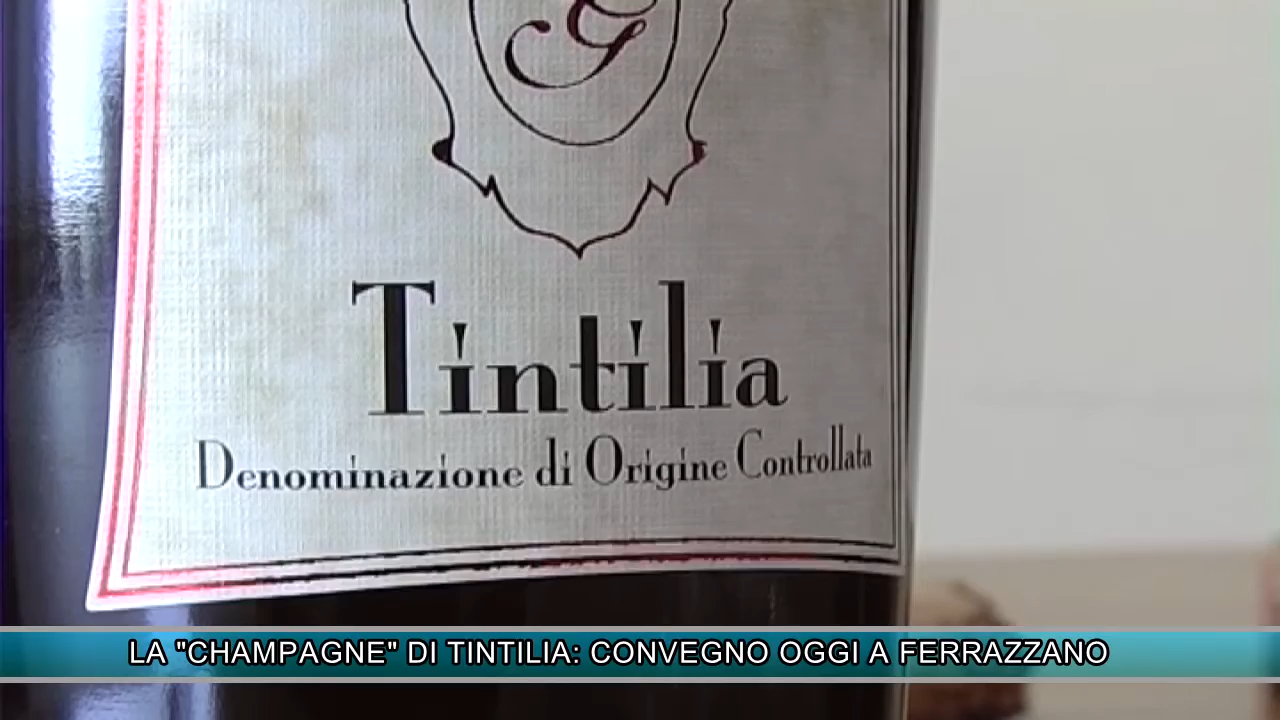 G
Tintilia
Denominazione di Origine Controllata
LA "CHAMPAGNE" DI TINTILIA: CONVEGNO OGGI A FERRAZZANO